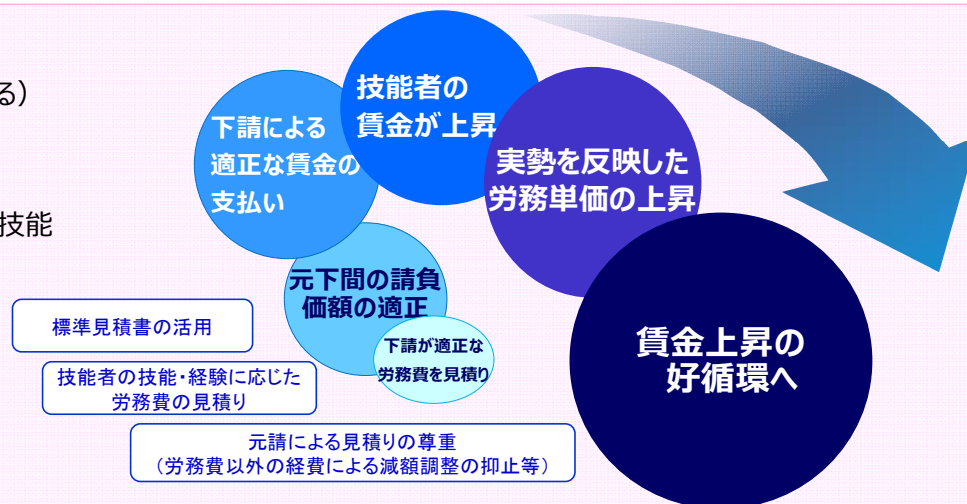 る）
技能
技能者の
賃金が上昇
下請による
適正な賃金の
支払い
実勢を反映した
労務単価の上昇
元下間の請負
価額の適正
下請が適正な
労務費を見積り
賃金上昇の
好循環へ
標準見積書の活用
技能者の技能・経験に応じた
労務費の見積り
元請による見積りの尊重
（労務費以外の経費による減額調整の抑止等）